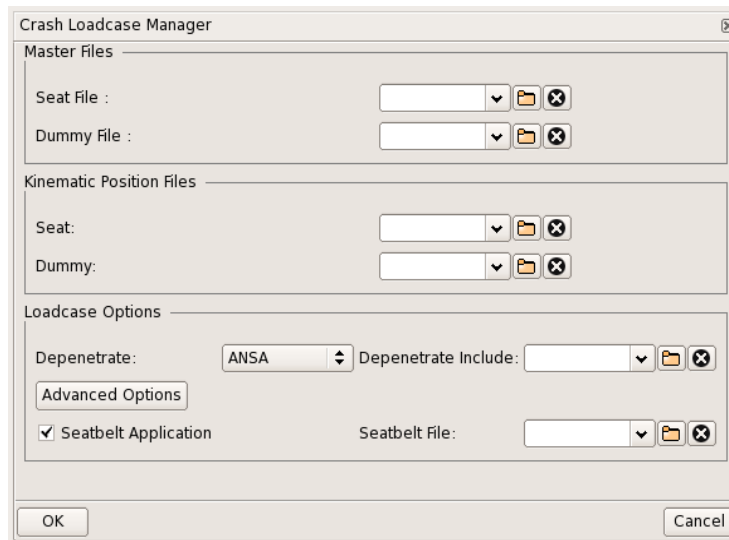 Crash Loadcase Manager
Master Files
Seat File :
Dummy File :
Kinematic Position Files
Seat:
Dummy:
Loadcase Options
Depenetrate: ANSA Depenetrate Include:
Advanced Options
Seatbelt Application Seatbelt File:
OK Cancel